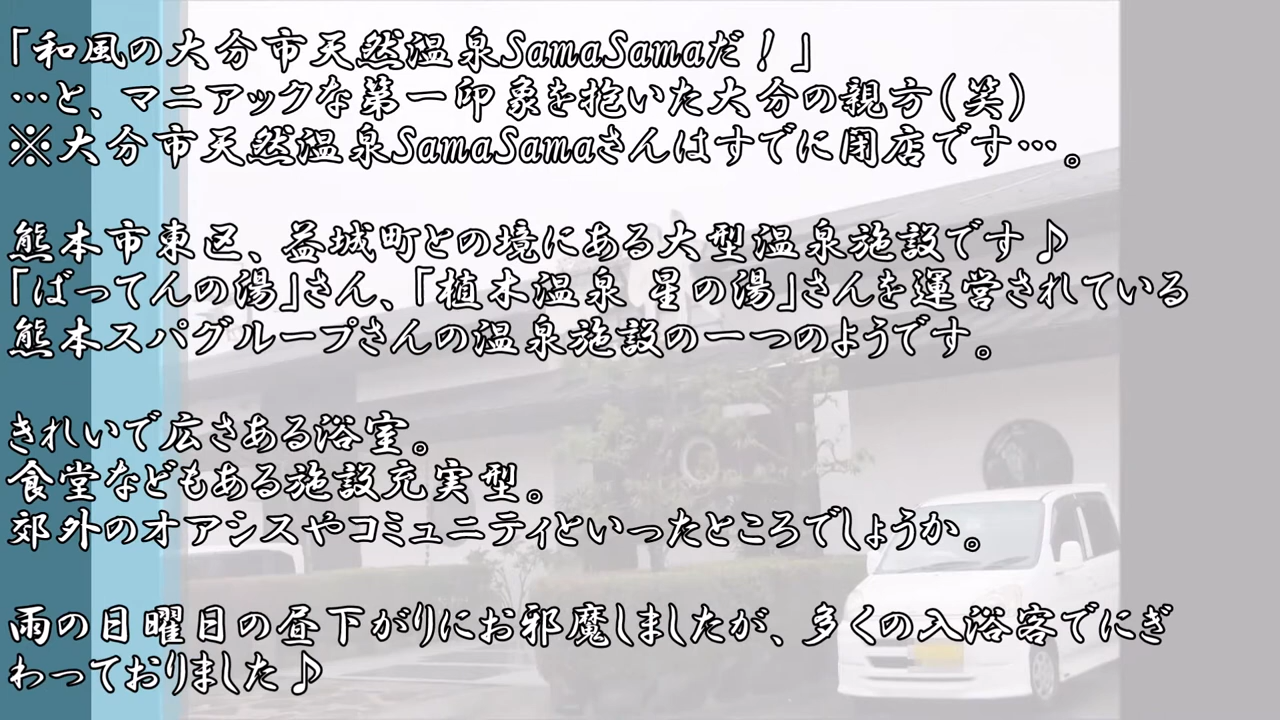 「和風の大分市天然温泉SamaSamaだ！」
…と、マニアックな第一印象を抱いた大分の親方（笑）
※大分市天然温泉SamaSamaさんはすでに閉店です…。
熊本市東区、益城町との境にある大型温泉施設です♪
「ばってんの湯」さん、「植木温泉 星の湯」さんを運営されている
熊本スパグループさんの温泉施設の一つのようです。
きれいで広さある浴室。
食堂などもある施設充実型。
郊外のオアシスやコミュニティといったところでしょうか。
雨の日曜日の昼下がりにお邪魔しましたが、多くの入浴客でにぎ
わっておりました♪